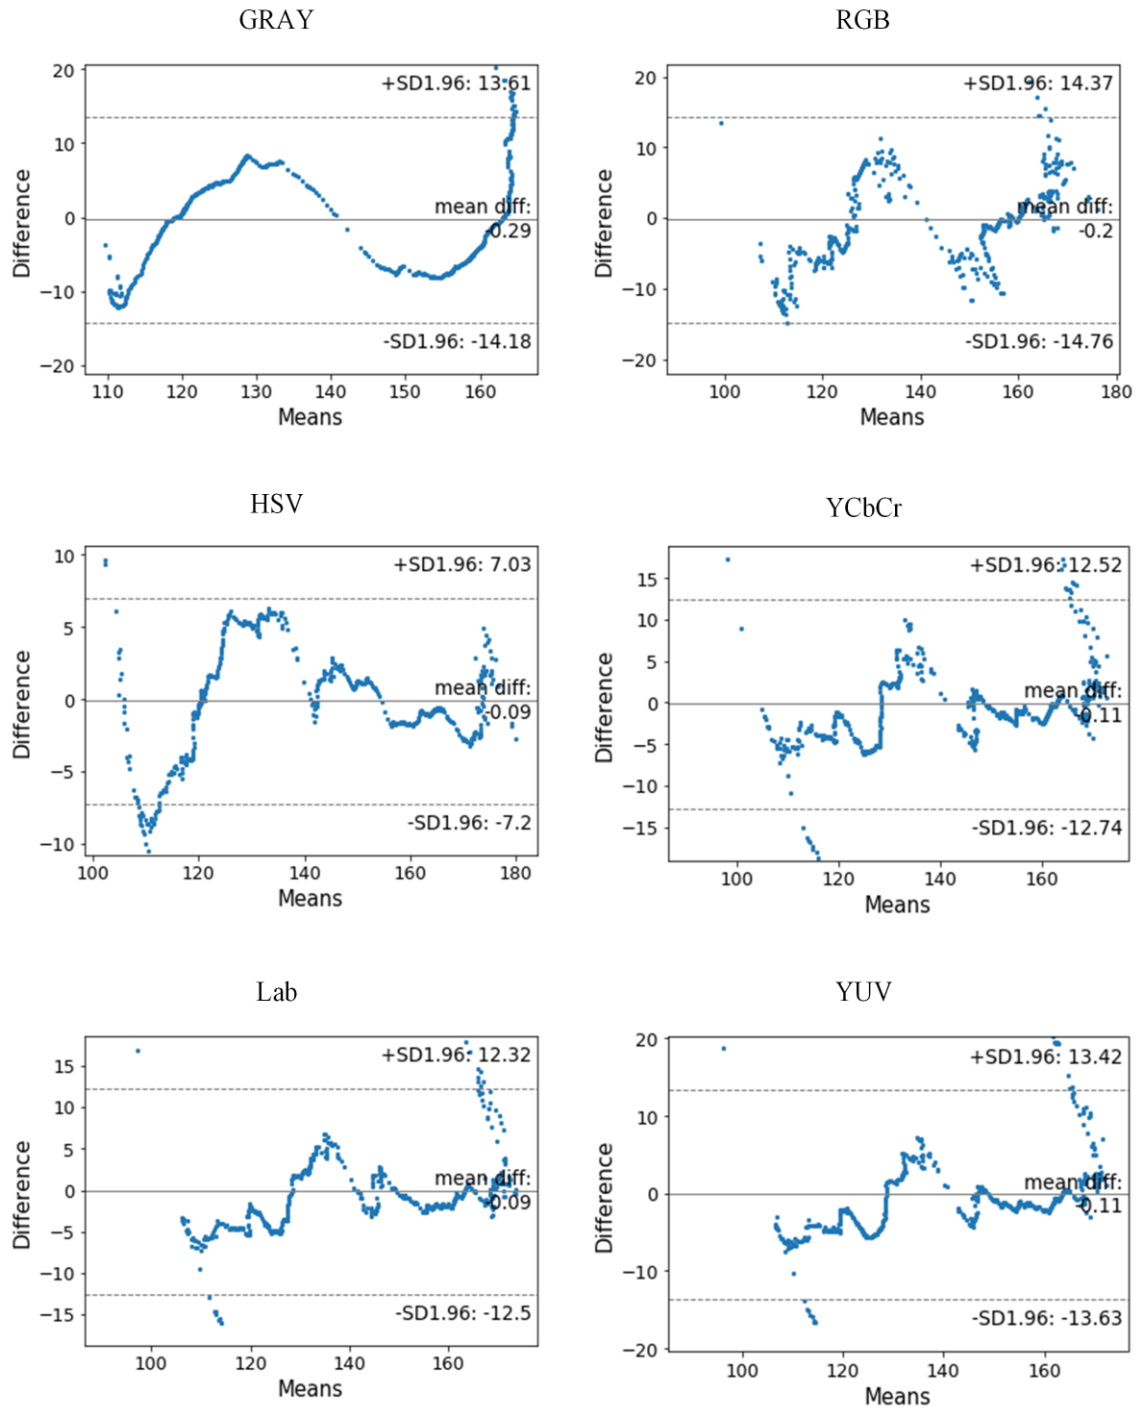 GRAY
RGB
20
10
0
−10
−20
Difference
+SD1.96: 13.61
mean diff:
-0.29
-SD1.96: -14.18
110 120 130 140 150 160
Means
20
10
0
−10
−20
Difference
+SD1.96: 14.37
mean diff:
-0.2
-SD1.96: -14.76
100 120 140 160 180
Means
HSV
YCbCr
10
5
0
−5
−10
Difference
+SD1.96: 7.03
mean diff:
-0.09
-SD1.96: -7.2
100 120 140 160 180
Means
15
10
5
0
−5
−10
−15
Difference
+SD1.96: 12.52
mean diff:
-0.11
-SD1.96: -12.74
100 120 140 160
Means
Lab
YUV
15
10
5
0
−5
−10
−15
Difference
+SD1.96: 12.32
mean diff:
-0.09
-SD1.96: -12.5
100 120 140 160
Means
20
10
0
−10
−20
Difference
+SD1.96: 13.42
mean diff:
-0.11
-SD1.96: -13.63
100 120 140 160
Means